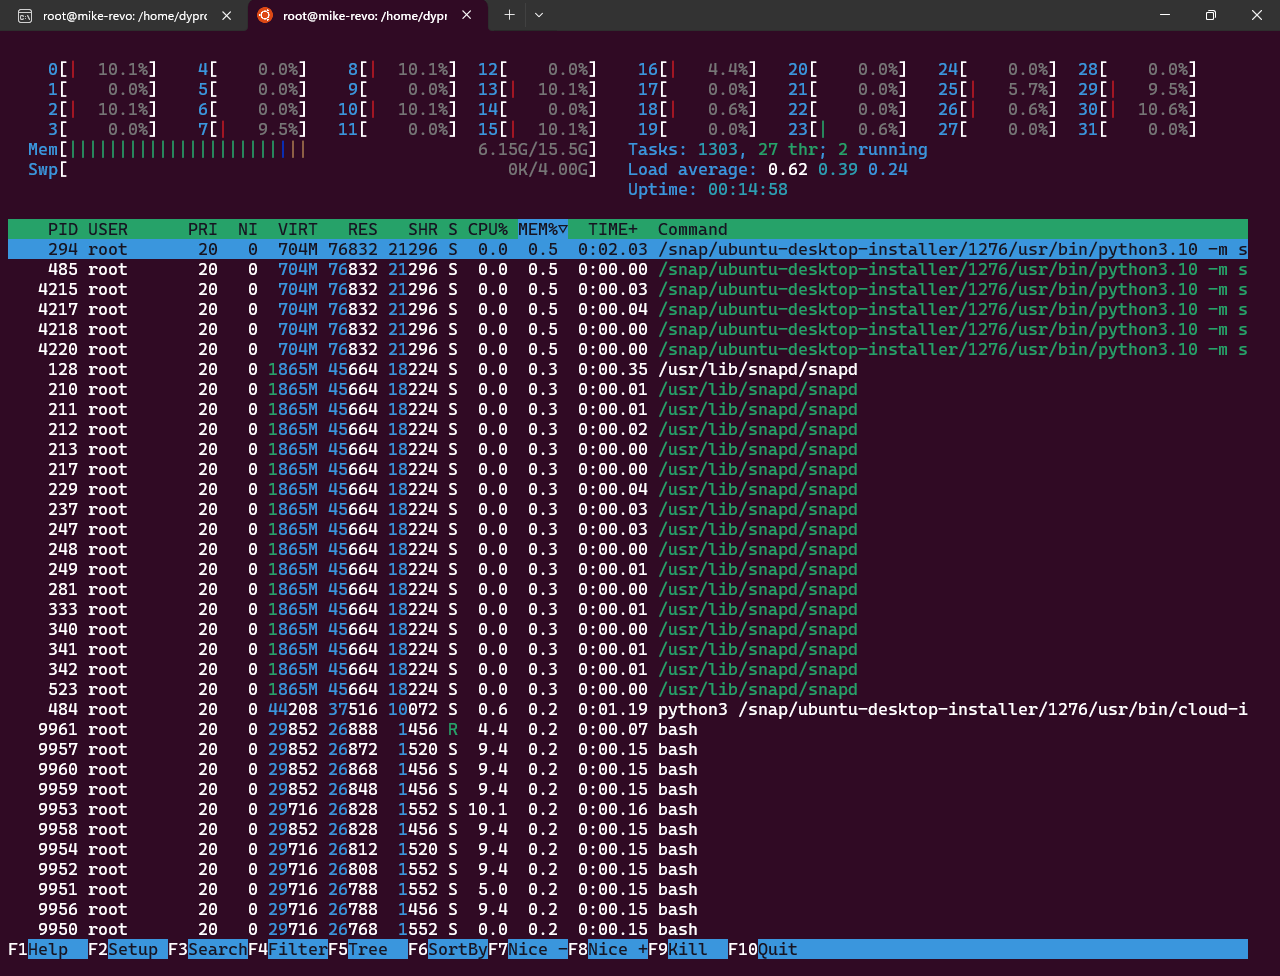 root@mike-revo: /home/dypro
root@mike-revo: /home/dypr
0[| 10.1%] 4[ 0.0%] 8[| 10.1%] 12[ 0.0%] 16[| 4.4%] 20[ 0.0%] 24[ 0.0%] 28[ 0.0%]
1[ 0.0%] 5[ 0.0%] 9[ 0.0%] 13[| 10.1%] 17[ 0.0%] 21[ 0.0%] 25[| 5.7%] 29[| 9.5%]
2[| 10.1%] 6[ 0.0%] 10[| 10.1%] 14[ 0.0%] 18[| 0.6%] 22[ 0.0%] 26[| 0.6%] 30[| 10.6%]
3[ 0.0%] 7[| 9.5%] 11[ 0.0%] 15[| 10.1%] 19[ 0.0%] 23[| 0.6%] 27[ 0.0%] 31[ 0.0%]
Mem[|||||||||||||||||||||||| 6.15G/15.5G] Tasks: 1303, 27 thr; 2 running
Swp[ 0K/4.00G] Load average: 0.62 0.39 0.24
Uptime: 00:14:58
PID USER PRI NI VIRT RES SHR S CPU% MEM%▽ TIME+ Command
294 root 20 0 704M 76832 21296 S 0.0 0.5 0:02.03 /snap/ubuntu-desktop-installer/1276/usr/bin/python3.10 -m s
485 root 20 0 704M 76832 21296 S 0.0 0.5 0:00.00 /snap/ubuntu-desktop-installer/1276/usr/bin/python3.10 -m s
4215 root 20 0 704M 76832 21296 S 0.0 0.5 0:00.03 /snap/ubuntu-desktop-installer/1276/usr/bin/python3.10 -m s
4217 root 20 0 704M 76832 21296 S 0.0 0.5 0:00.04 /snap/ubuntu-desktop-installer/1276/usr/bin/python3.10 -m s
4218 root 20 0 704M 76832 21296 S 0.0 0.5 0:00.00 /snap/ubuntu-desktop-installer/1276/usr/bin/python3.10 -m s
4220 root 20 0 704M 76832 21296 S 0.0 0.5 0:00.00 /snap/ubuntu-desktop-installer/1276/usr/bin/python3.10 -m s
128 root 20 0 1865M 45664 18224 S 0.0 0.3 0:00.35 /usr/lib/snapd/snapd
210 root 20 0 1865M 45664 18224 S 0.0 0.3 0:00.01 /usr/lib/snapd/snapd
211 root 20 0 1865M 45664 18224 S 0.0 0.3 0:00.01 /usr/lib/snapd/snapd
212 root 20 0 1865M 45664 18224 S 0.0 0.3 0:00.02 /usr/lib/snapd/snapd
213 root 20 0 1865M 45664 18224 S 0.0 0.3 0:00.00 /usr/lib/snapd/snapd
217 root 20 0 1865M 45664 18224 S 0.0 0.3 0:00.00 /usr/lib/snapd/snapd
229 root 20 0 1865M 45664 18224 S 0.0 0.3 0:00.04 /usr/lib/snapd/snapd
237 root 20 0 1865M 45664 18224 S 0.0 0.3 0:00.03 /usr/lib/snapd/snapd
247 root 20 0 1865M 45664 18224 S 0.0 0.3 0:00.03 /usr/lib/snapd/snapd
248 root 20 0 1865M 45664 18224 S 0.0 0.3 0:00.00 /usr/lib/snapd/snapd
249 root 20 0 1865M 45664 18224 S 0.0 0.3 0:00.01 /usr/lib/snapd/snapd
281 root 20 0 1865M 45664 18224 S 0.0 0.3 0:00.00 /usr/lib/snapd/snapd
333 root 20 0 1865M 45664 18224 S 0.0 0.3 0:00.01 /usr/lib/snapd/snapd
340 root 20 0 1865M 45664 18224 S 0.0 0.3 0:00.00 /usr/lib/snapd/snapd
341 root 20 0 1865M 45664 18224 S 0.0 0.3 0:00.01 /usr/lib/snapd/snapd
342 root 20 0 1865M 45664 18224 S 0.0 0.3 0:00.01 /usr/lib/snapd/snapd
523 root 20 0 1865M 45664 18224 S 0.0 0.3 0:00.00 /usr/lib/snapd/snapd
484 root 20 0 44208 37516 10072 S 0.6 0.2 0:01.19 python3 /snap/ubuntu-desktop-installer/1276/usr/bin/cloud-i
9961 root 20 0 29852 26888 1456 R 4.4 0.2 0:00.07 bash
9957 root 20 0 29852 26872 1520 S 9.4 0.2 0:00.15 bash
9960 root 20 0 29852 26868 1456 S 9.4 0.2 0:00.15 bash
9959 root 20 0 29852 26848 1456 S 9.4 0.2 0:00.15 bash
9953 root 20 0 29716 26828 1552 S 10.1 0.2 0:00.16 bash
9958 root 20 0 29852 26828 1456 S 9.4 0.2 0:00.15 bash
9954 root 20 0 29716 26812 1520 S 9.4 0.2 0:00.15 bash
9952 root 20 0 29716 26808 1552 S 9.4 0.2 0:00.15 bash
9951 root 20 0 29716 26788 1552 S 5.0 0.2 0:00.15 bash
9956 root 20 0 29716 26788 1456 S 9.4 0.2 0:00.15 bash
9950 root 20 0 29716 26768 1552 S 0.0 0.2 0:00.15 bash
F1Help F2Setup F3SearchF4FilterF5Tree F6SortByF7Nice -F8Nice +F9Kill F10Quit